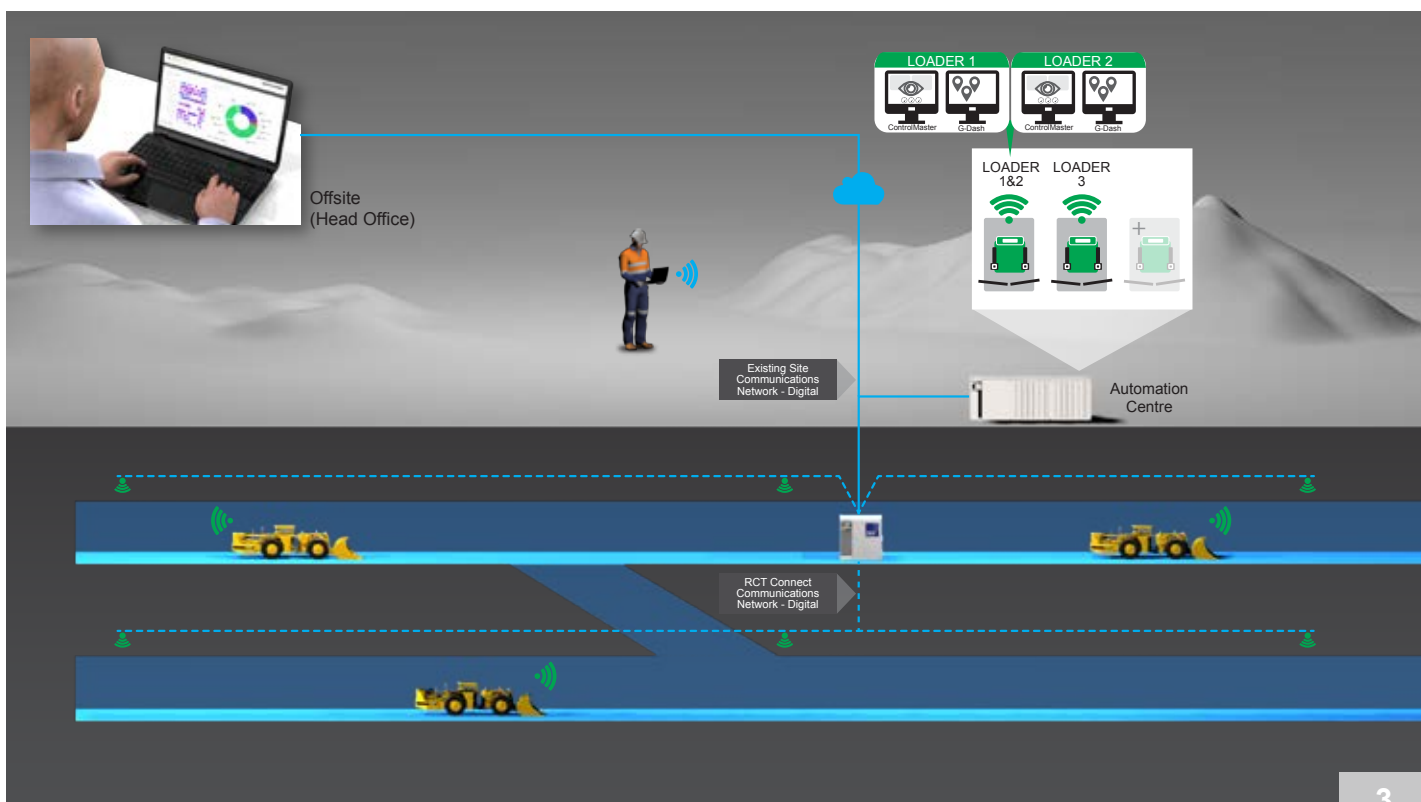 LOADER 1
LOADER 2
ControlMaster
G-Dash
ControlMaster
G-Dash
LOADER
1&2
LOADER
3
Offsite
(Head Office)
Existing Site
Communications
Network - Digital
Automation
Centre
RCT Connect
Communications
Network - Digital
3